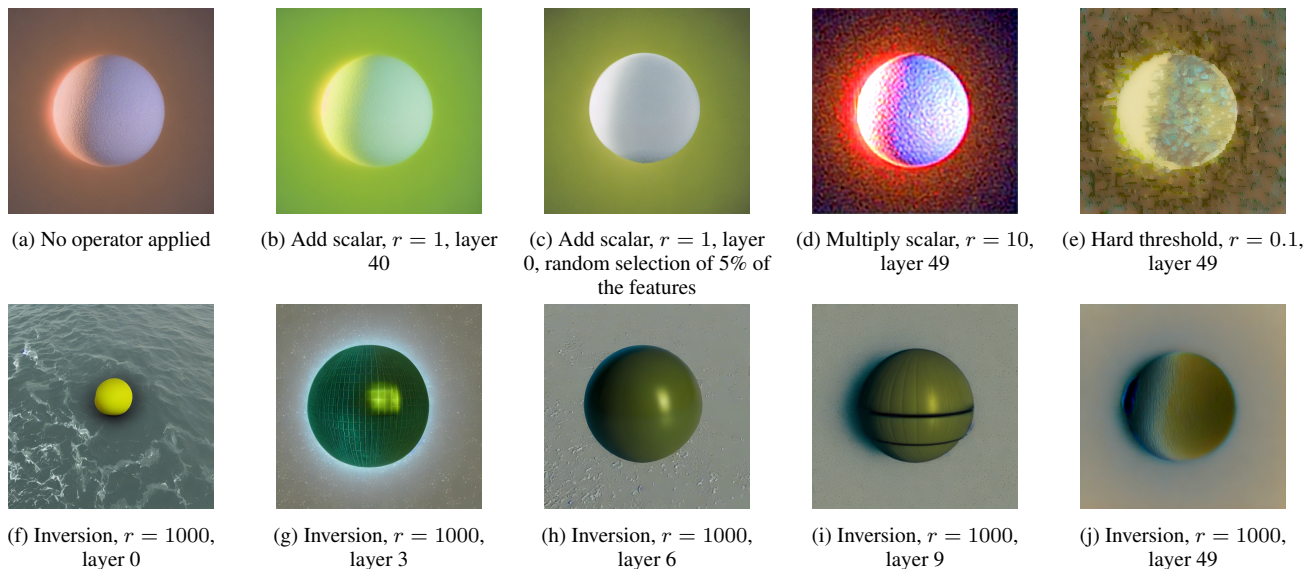 (a) No operator applied
(b) Add scalar, r = 1, layer
40
(c) Add scalar, r = 1, layer
0, random selection of 5% of
the features
(d) Multiply scalar, r = 10,
layer 49
(e) Hard threshold, r = 0.1,
layer 49
(f) Inversion, r = 1000,
layer 0
(g) Inversion, r = 1000,
layer 3
(h) Inversion, r = 1000,
layer 6
(i) Inversion, r = 1000,
layer 9
(j) Inversion, r = 1000,
layer 49